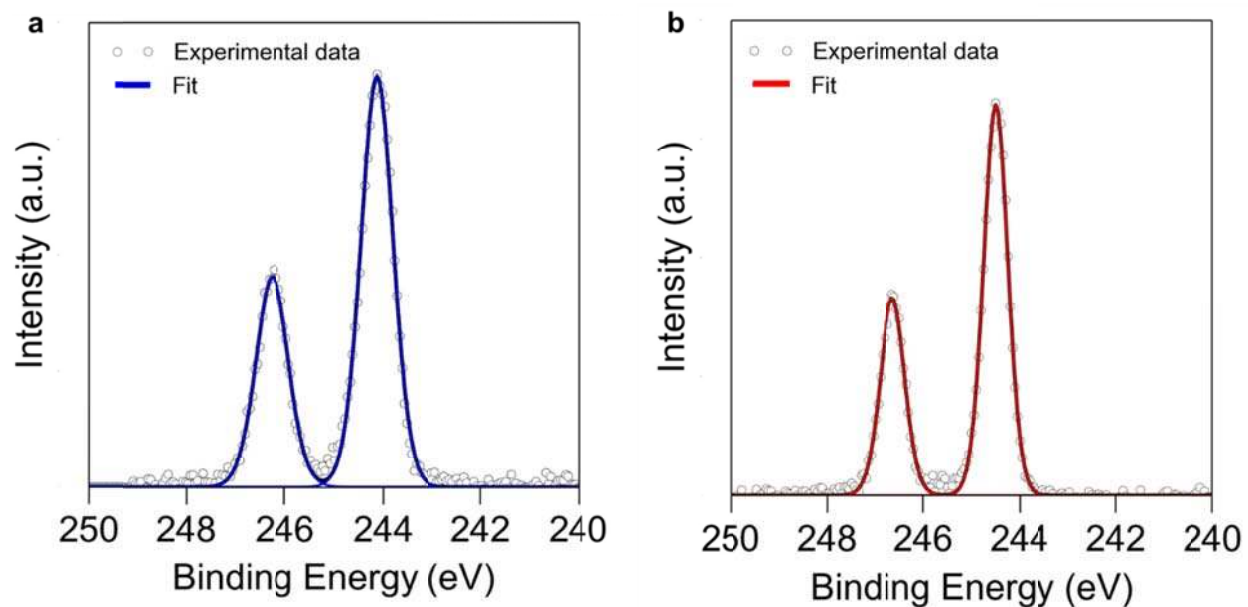 a
Experimental data
Fit
Intensity (a.u.)
250 248 246 244 242 240
Binding Energy (eV)
b
Experimental data
Fit
Intensity (a.u.)
250 248 246 244 242 240
Binding Energy (eV)